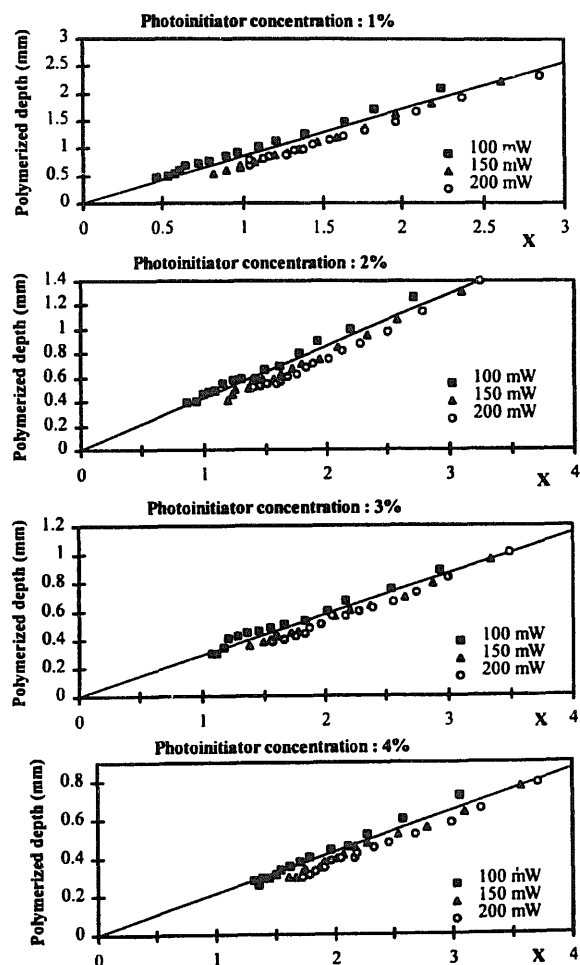 Photoinitiator concentration : 1%
Polymerized depth (mm)
3
2.5
2
1.5
1
0.5
0
100 mW
150 mW
200 mW
0
0.5
1
1.5
2
2.5
3
X
Photoinitiator concentration : 2%
Polymerized depth (mm)
1.4
1.2
1
0.8
0.6
0.4
0.2
0
100 mW
150 mW
200 mW
0
1
2
3
4
X
Photoinitiator concentration : 3%
Polymerized depth (mm)
1.2
1
0.8
0.6
0.4
0.2
0
100 mW
150 mW
200 mW
0
1
2
3
4
X
Photoinitiator concentration : 4%
Polymerized depth (mm)
0.8
0.6
0.4
0.2
0
100 mW
150 mW
200 mW
0
1
2
3
4
X